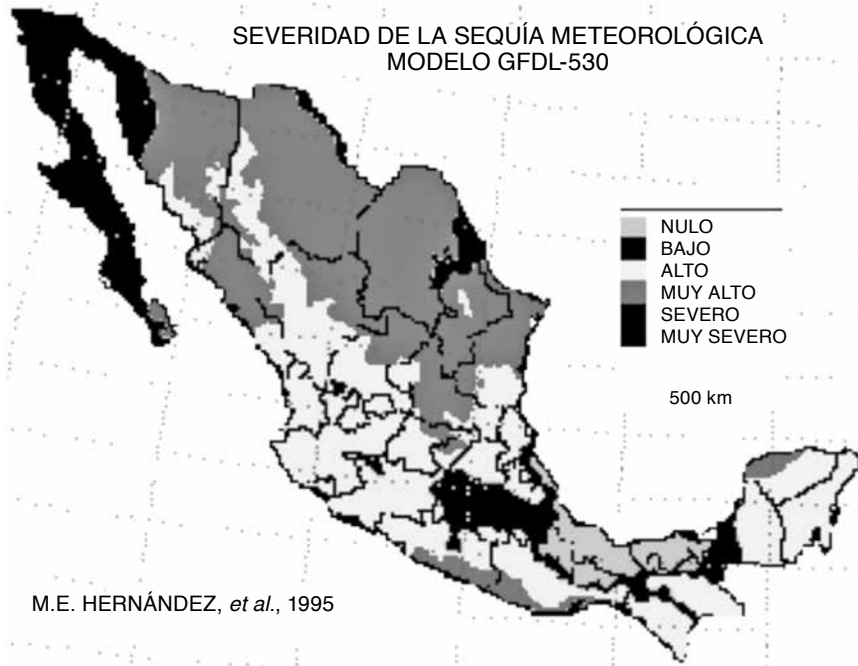 SEVERIDAD DE LA SEQUÍA METEOROLÓGICA
MODELO GFDL-530
NULO
BAJO
ALTO
MUY ALTO
SEVERO
MUY SEVERO
500 km
M.E. HERNÁNDEZ, et al., 1995